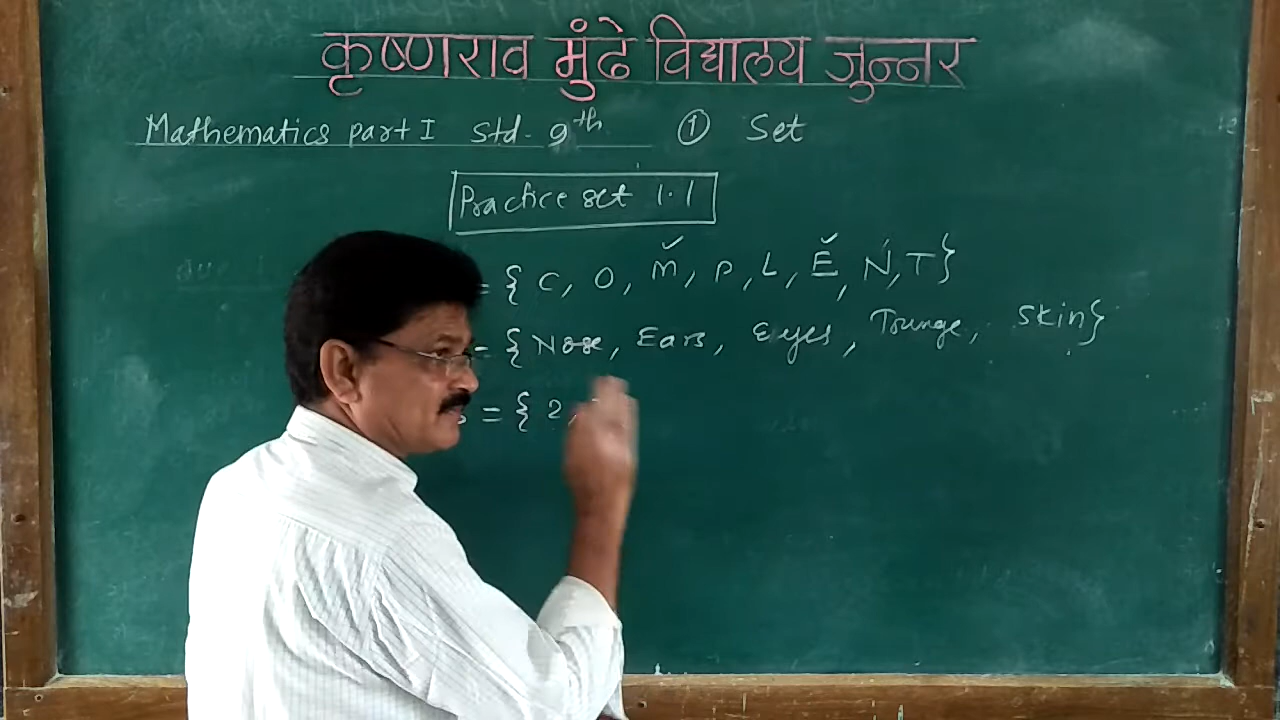 कृष्णराव मुंढे विद्यालय जुन्नर
Mathematics part I Std - 9th ① Set
Practice set 1.1
= { C, O, M, P, L, E, N, T }
= { Nose, Ears, Eyes, Tounge, Skin }
= { 2,